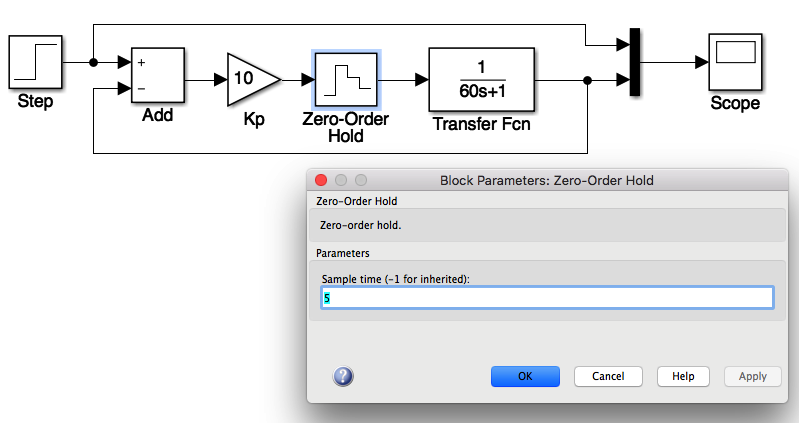 +
−
10
1
60s+1
Step
Add
Kp
Zero-Order
Hold
Transfer Fcn
Scope
Block Parameters: Zero-Order Hold
Zero-Order Hold
Zero-order hold.
Parameters
Sample time (-1 for inherited):
5
?
OK
Cancel
Help
Apply